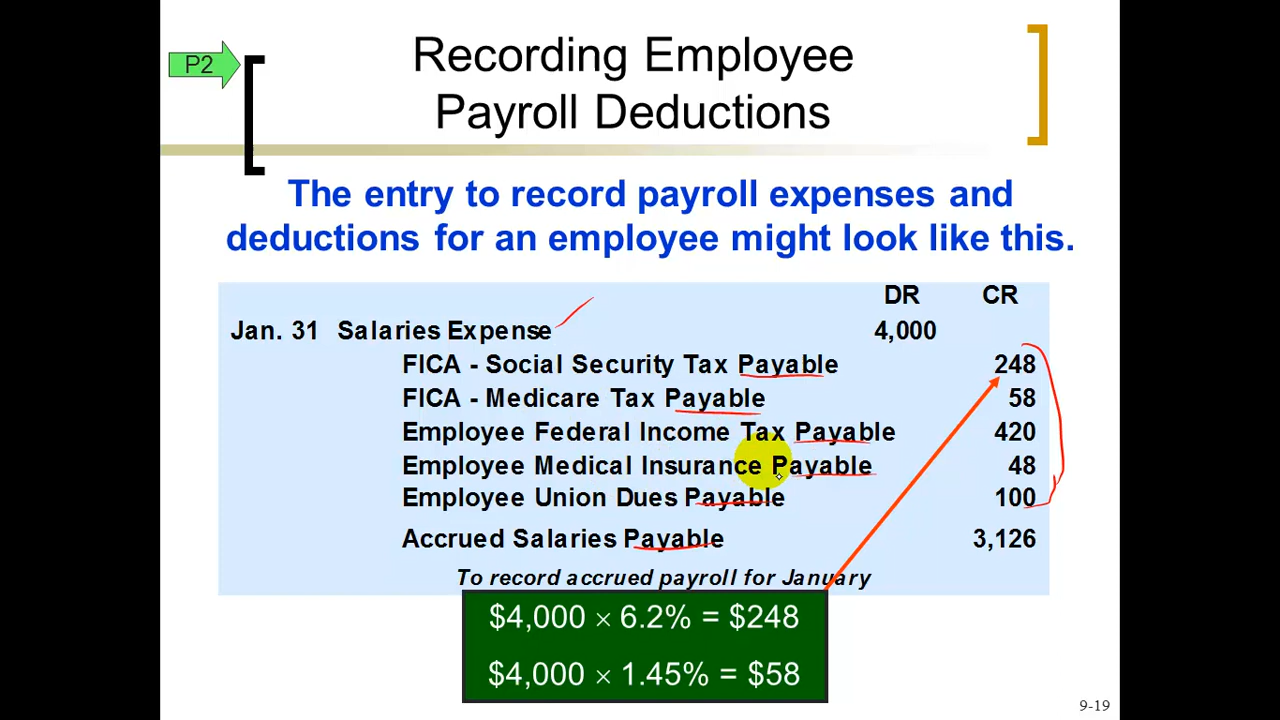 P2
Recording Employee
Payroll Deductions
The entry to record payroll expenses and
deductions for an employee might look like this.
DR CR
Jan. 31 Salaries Expense 4,000
FICA - Social Security Tax Payable 248
FICA - Medicare Tax Payable 58
Employee Federal Income Tax Payable 420
Employee Medical Insurance Payable 48
Employee Union Dues Payable 100
Accrued Salaries Payable 3,126
To record accrued payroll for January
$4,000 × 6.2% = $248
$4,000 × 1.45% = $58
9-19